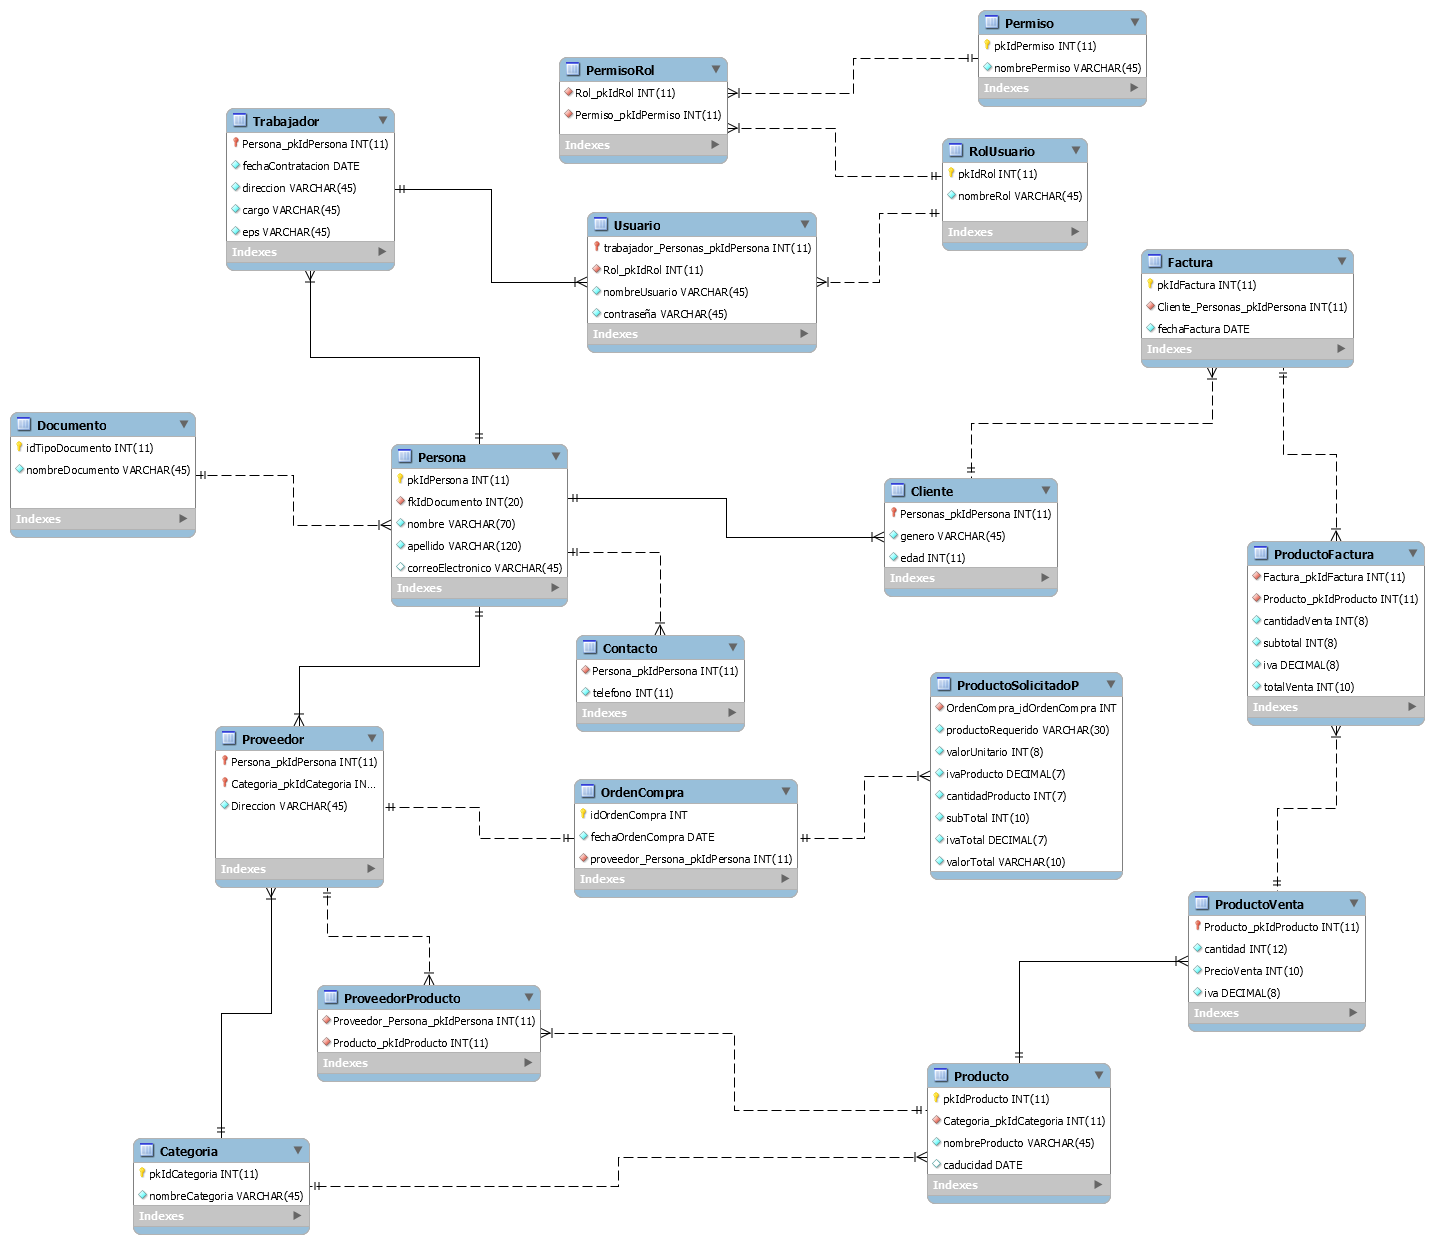 Permiso
pkIdPermiso INT(11)
nombrePermiso VARCHAR(45)
Indexes
PermisoRol
Rol_pkIdRol INT(11)
Permiso_pkIdPermiso INT(11)
Indexes
Trabajador
Persona_pkIdPersona INT(11)
fechaContratacion DATE
direccion VARCHAR(45)
cargo VARCHAR(45)
eps VARCHAR(45)
Indexes
RolUsuario
pkIdRol INT(11)
nombreRol VARCHAR(45)
Indexes
Usuario
trabajador_Personas_pkIdPersona INT(11)
Rol_pkIdRol INT(11)
nombreUsuario VARCHAR(45)
contraseña VARCHAR(45)
Indexes
Factura
pkIdFactura INT(11)
Cliente_Personas_pkIdPersona INT(11)
fechaFactura DATE
Indexes
Documento
idTipoDocumento INT(11)
nombreDocumento VARCHAR(45)
Indexes
Persona
pkIdPersona INT(11)
fkIdDocumento INT(20)
nombre VARCHAR(70)
apellido VARCHAR(120)
correoElectronico VARCHAR(45)
Indexes
Cliente
Personas_pkIdPersona INT(11)
genero VARCHAR(45)
edad INT(11)
Indexes
ProductoFactura
Factura_pkIdFactura INT(11)
Producto_pkIdProducto INT(11)
cantidadVenta INT(8)
subtotal INT(8)
iva DECIMAL(8)
totalVenta INT(10)
Indexes
Contacto
Persona_pkIdPersona INT(11)
telefono INT(11)
Indexes
ProductoSolicitadoP
OrdenCompra_idOrdenCompra INT
productoRequerido VARCHAR(30)
valorUnitario INT(8)
ivaProducto DECIMAL(7)
cantidadProducto INT(7)
subTotal INT(10)
ivaTotal DECIMAL(7)
valorTotal VARCHAR(10)
Proveedor
Persona_pkIdPersona INT(11)
Categoria_pkIdCategoria IN...
Direccion VARCHAR(45)
Indexes
OrdenCompra
idOrdenCompra INT
fechaOrdenCompra DATE
proveedor_Persona_pkIdPersona INT(11)
Indexes
ProductoVenta
Producto_pkIdProducto INT(11)
cantidad INT(12)
PrecioVenta INT(10)
iva DECIMAL(8)
Indexes
ProveedorProducto
Proveedor_Persona_pkIdPersona INT(11)
Producto_pkIdProducto INT(11)
Indexes
Producto
pkIdProducto INT(11)
Categoria_pkIdCategoria INT(11)
nombreProducto VARCHAR(45)
caducidad DATE
Indexes
Categoria
pkIdCategoria INT(11)
nombreCategoria VARCHAR(45)
Indexes